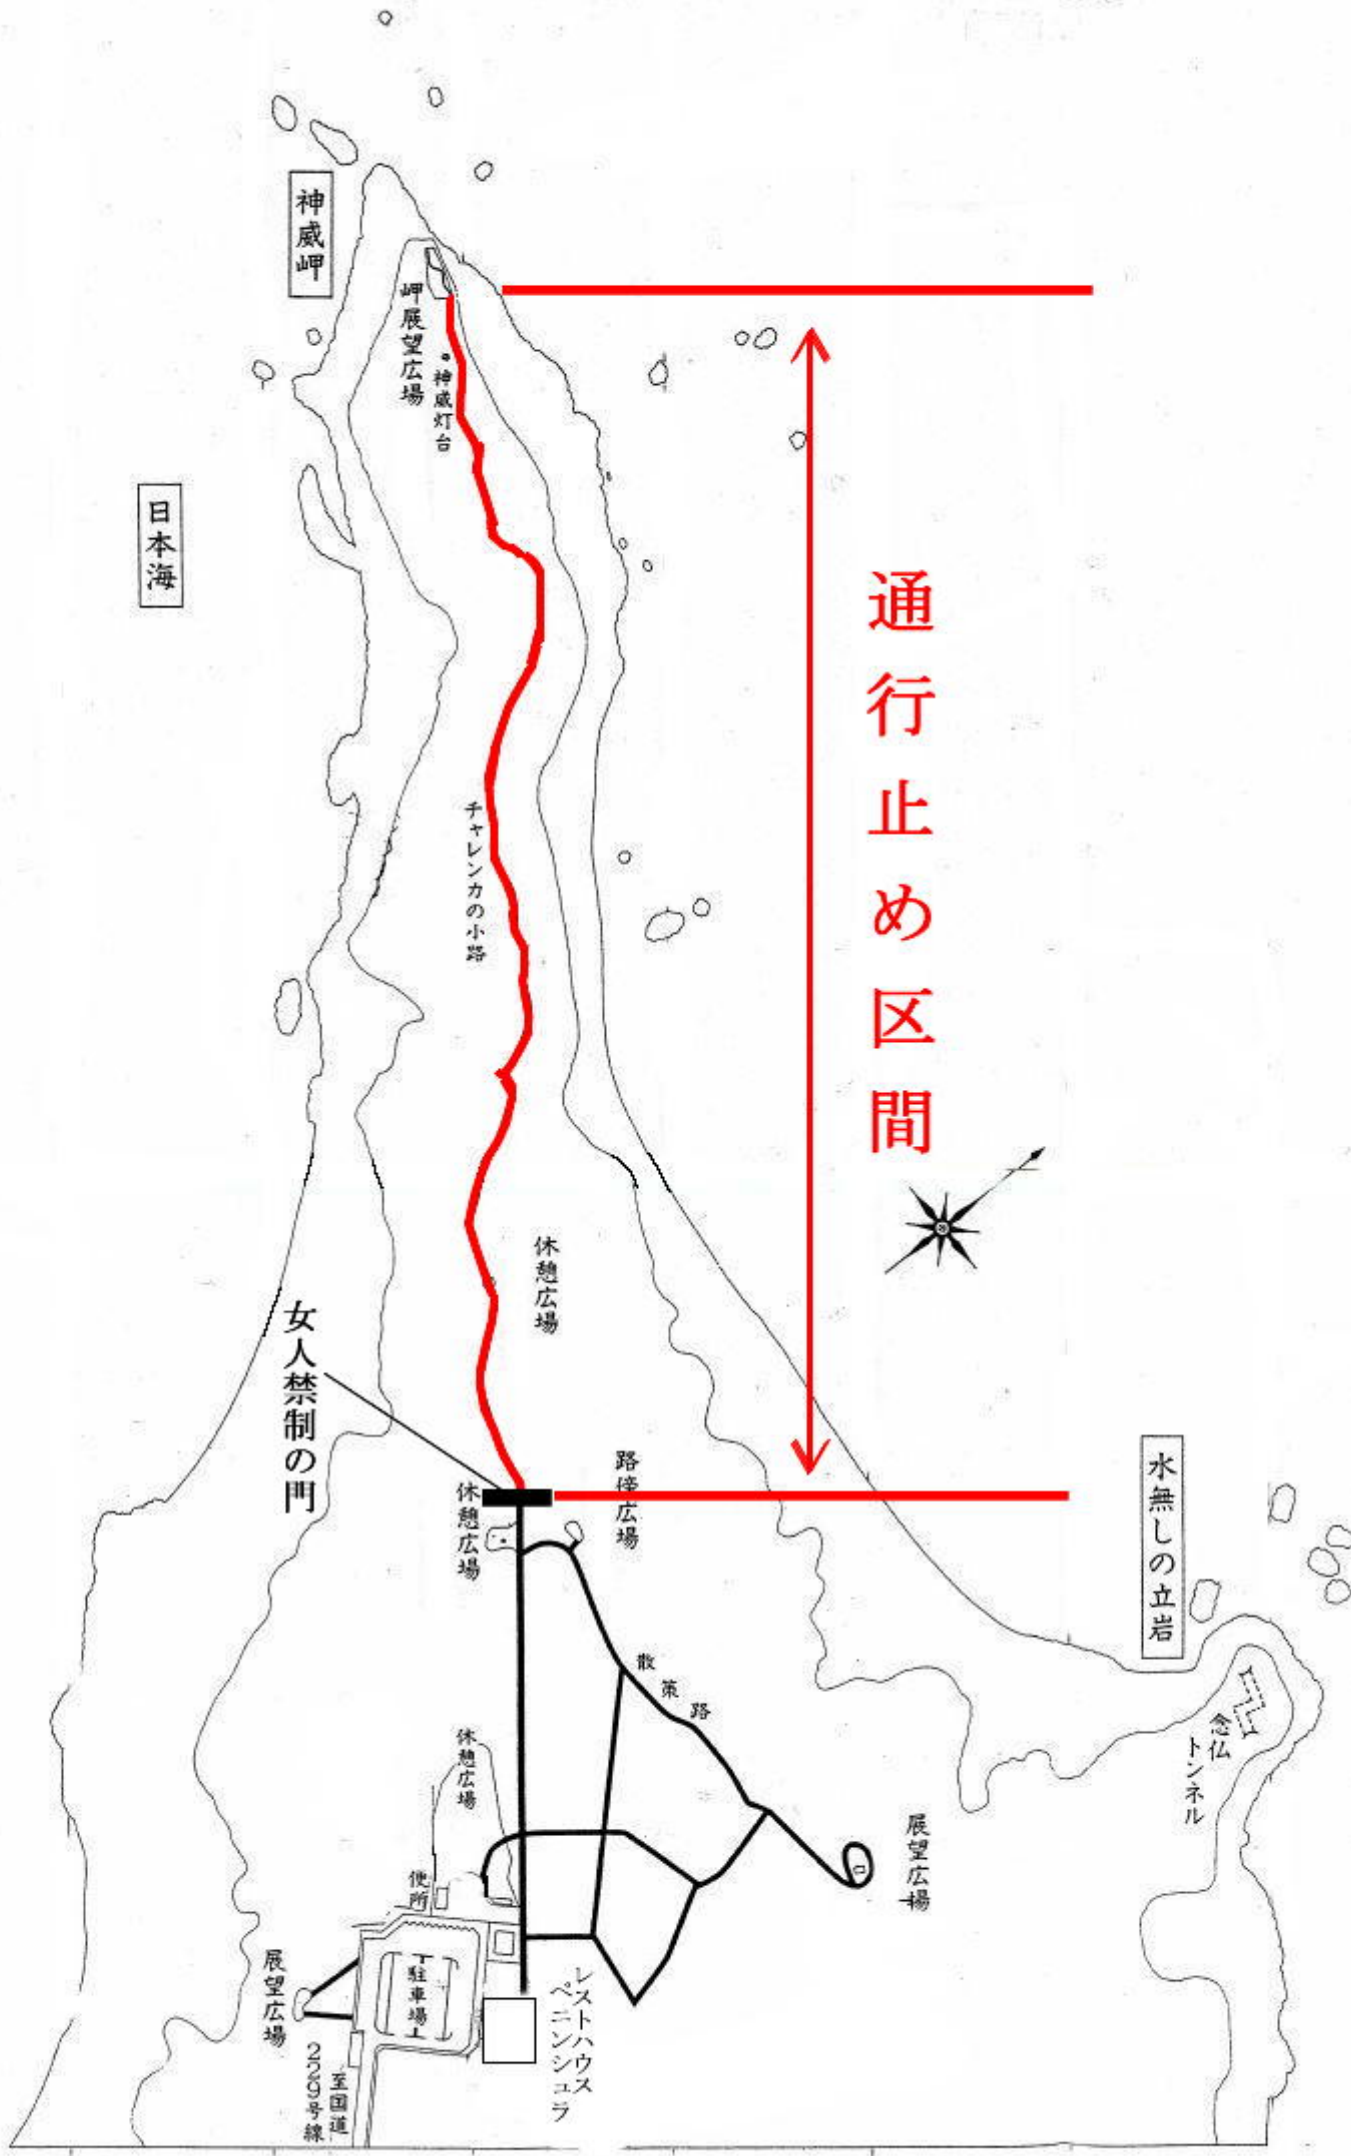 神威岬
岬展望広場
神威灯台
日本海
通行止め区間
チャレンカの小路
休憩広場
女人禁制の門
路傍広場
休憩広場
水無しの立岩
散策路
念仏
トンネル
休憩広場
展望広場
便所
駐車場
展望広場
レストハウス
ペニンシュラ
至国道
229号線